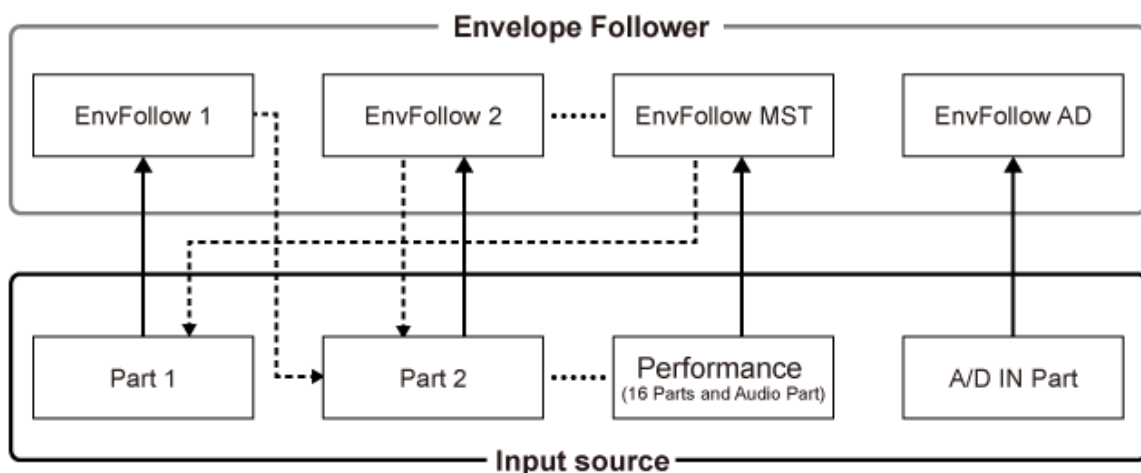 Envelope Follower
EnvFollow 1
EnvFollow 2
EnvFollow MST
EnvFollow AD
Part 1
Part 2
Performance
(16 Parts and Audio Part)
A/D IN Part
Input source